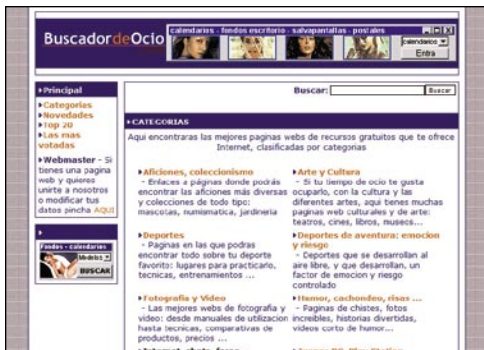 BuscadordeOcio
calendarios - fondos escritorio - salvapantallas - postales
calendarios
Entra
Principal
Categorias
Novedades
Top 20
Las mas
votadas
Webmaster - Si
tienes una pagina
web y quieres
unirte a nosotros
o modificar tus
datos pincha AQUI
Fondos - calendarios
Modelos
BUSCAR
Buscar:
Buscar
CATEGORIAS
Aqui encontraras las mejores paginas webs de recursos gratuitos que te ofrece
Internet, clasificadas por categorias
Aficiones, coleccionismo
- Enlaces a páginas donde podrás
encontrar las aficiones más diversas
y colecciones de todo tipo:
mascotas, numismatica, jardineria
Arte y Cultura
- Si tu tiempo de ocio te gusta
ocuparlo, con la cultura y las
diferentes artes, aqui tienes muchas
paginas web culturales y de arte:
teatros, cines, libros, museos...
Deportes
- Paginas en las que podras
encontrar todo sobre tu deporte
favorito: lugares para practicarlo,
tecnicas, entrenamientos ...
Deportes de aventura: emocion
y riesgo
- Deportes que se desarrollan al
aire libre, y que desarrollan, un
factor de emocion y riesgo
controlado
Fotografia y Video
- Las mejores webs de fotografia y
video: desde manuales de utilizacion
hasta tecnicas, comparativas de
productos, precios ...
Humor, cachondeo, risas ...
- Paginas de chistes, fotos
increibles, historias divertidas,
videos corto de humor...